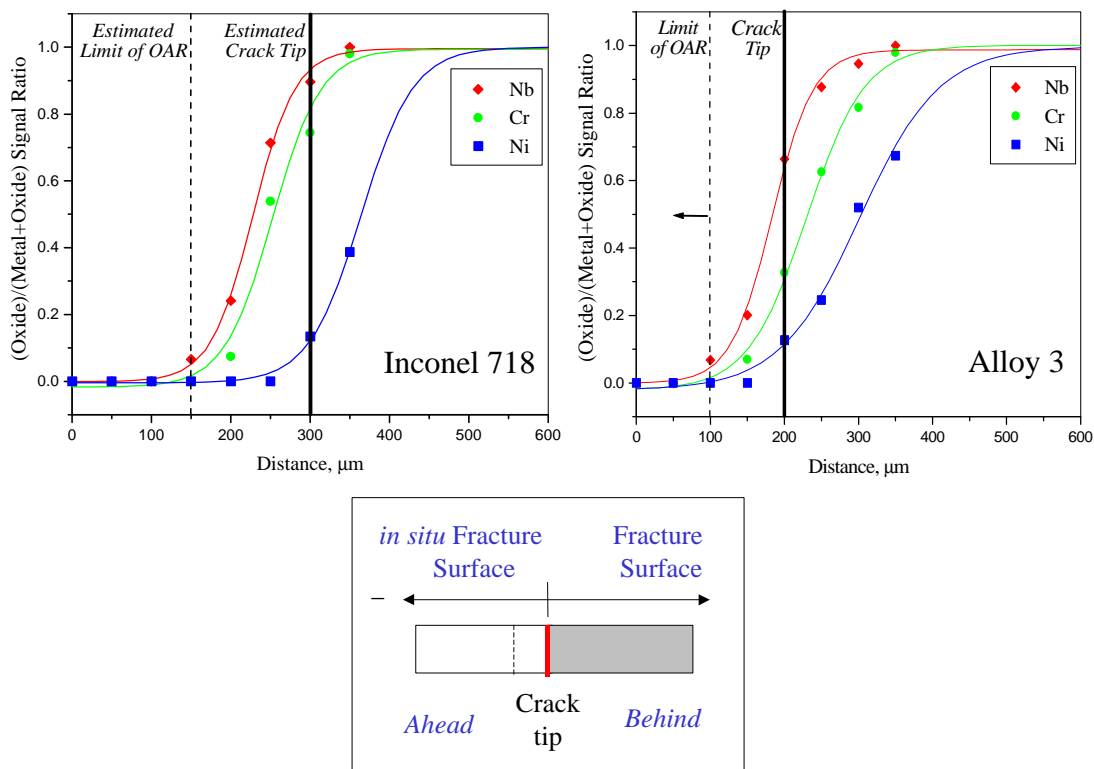 Estimated
Limit of OAR
Estimated
Crack Tip
1.0
0.8
0.6
0.4
0.2
0.0
Nb
Cr
Ni
Inconel 718
(Oxide)/(Metal+Oxide) Signal Ratio
0
100
200
300
400
500
600
Distance, μm
Limit
of OAR
Crack
Tip
1.0
0.8
0.6
0.4
0.2
0.0
Nb
Cr
Ni
Alloy 3
(Oxide)/(Metal+Oxide) Signal Ratio
0
100
200
300
400
500
600
Distance, μm
in situ Fracture
Surface
Fracture
Surface
–
Ahead
Crack
tip
Behind